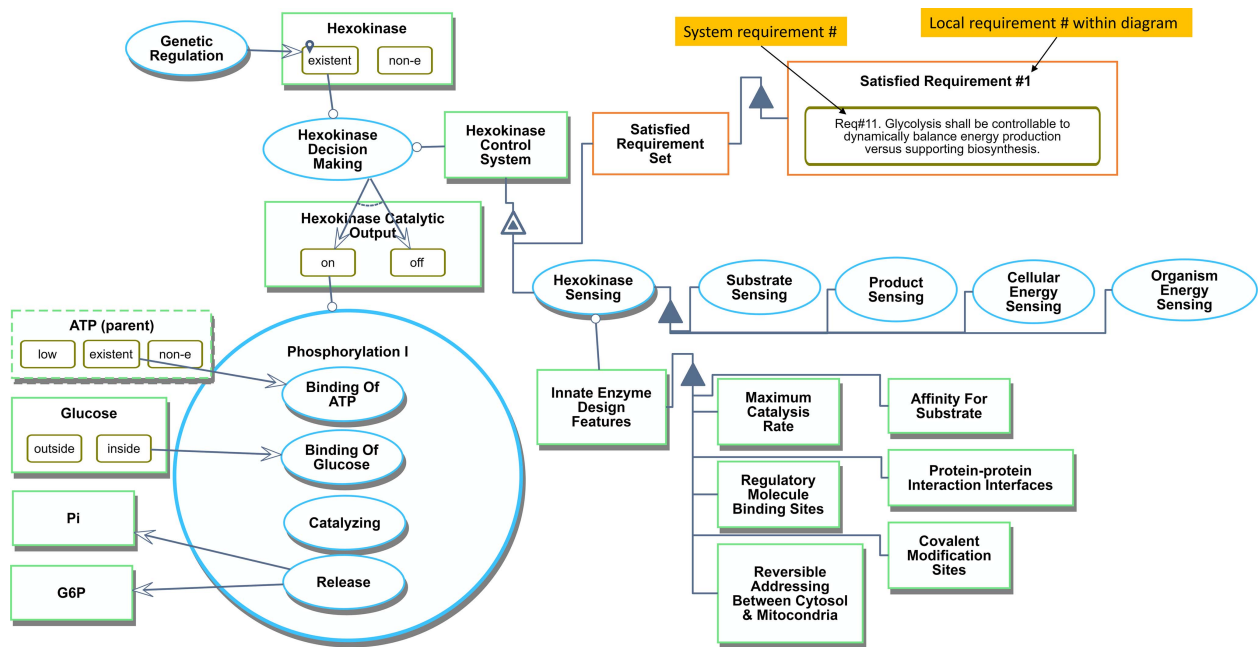 System requirement #
Local requirement # within diagram
Genetic
Regulation
Hexokinase
existent
non-e
Satisfied Requirement #1
Req#11. Glycolysis shall be controllable to
dynamically balance energy production
versus supporting biosynthesis.
Hexokinase
Decision
Making
Hexokinase
Control
System
Satisfied
Requirement
Set
Hexokinase Catalytic
Output
on
off
Hexokinase
Sensing
Substrate
Sensing
Product
Sensing
Cellular
Energy
Sensing
Organism
Energy
Sensing
ATP (parent)
low
existent
non-e
Phosphorylation I
Binding Of
ATP
Glucose
outside
inside
Binding Of
Glucose
Pi
Catalyzing
G6P
Release
Innate Enzyme
Design
Features
Maximum
Catalysis
Rate
Affinity For
Substrate
Regulatory
Molecule
Binding Sites
Protein-protein
Interaction Interfaces
Reversible
Addressing
Between Cytosol
& Mitocondria
Covalent
Modification
Sites